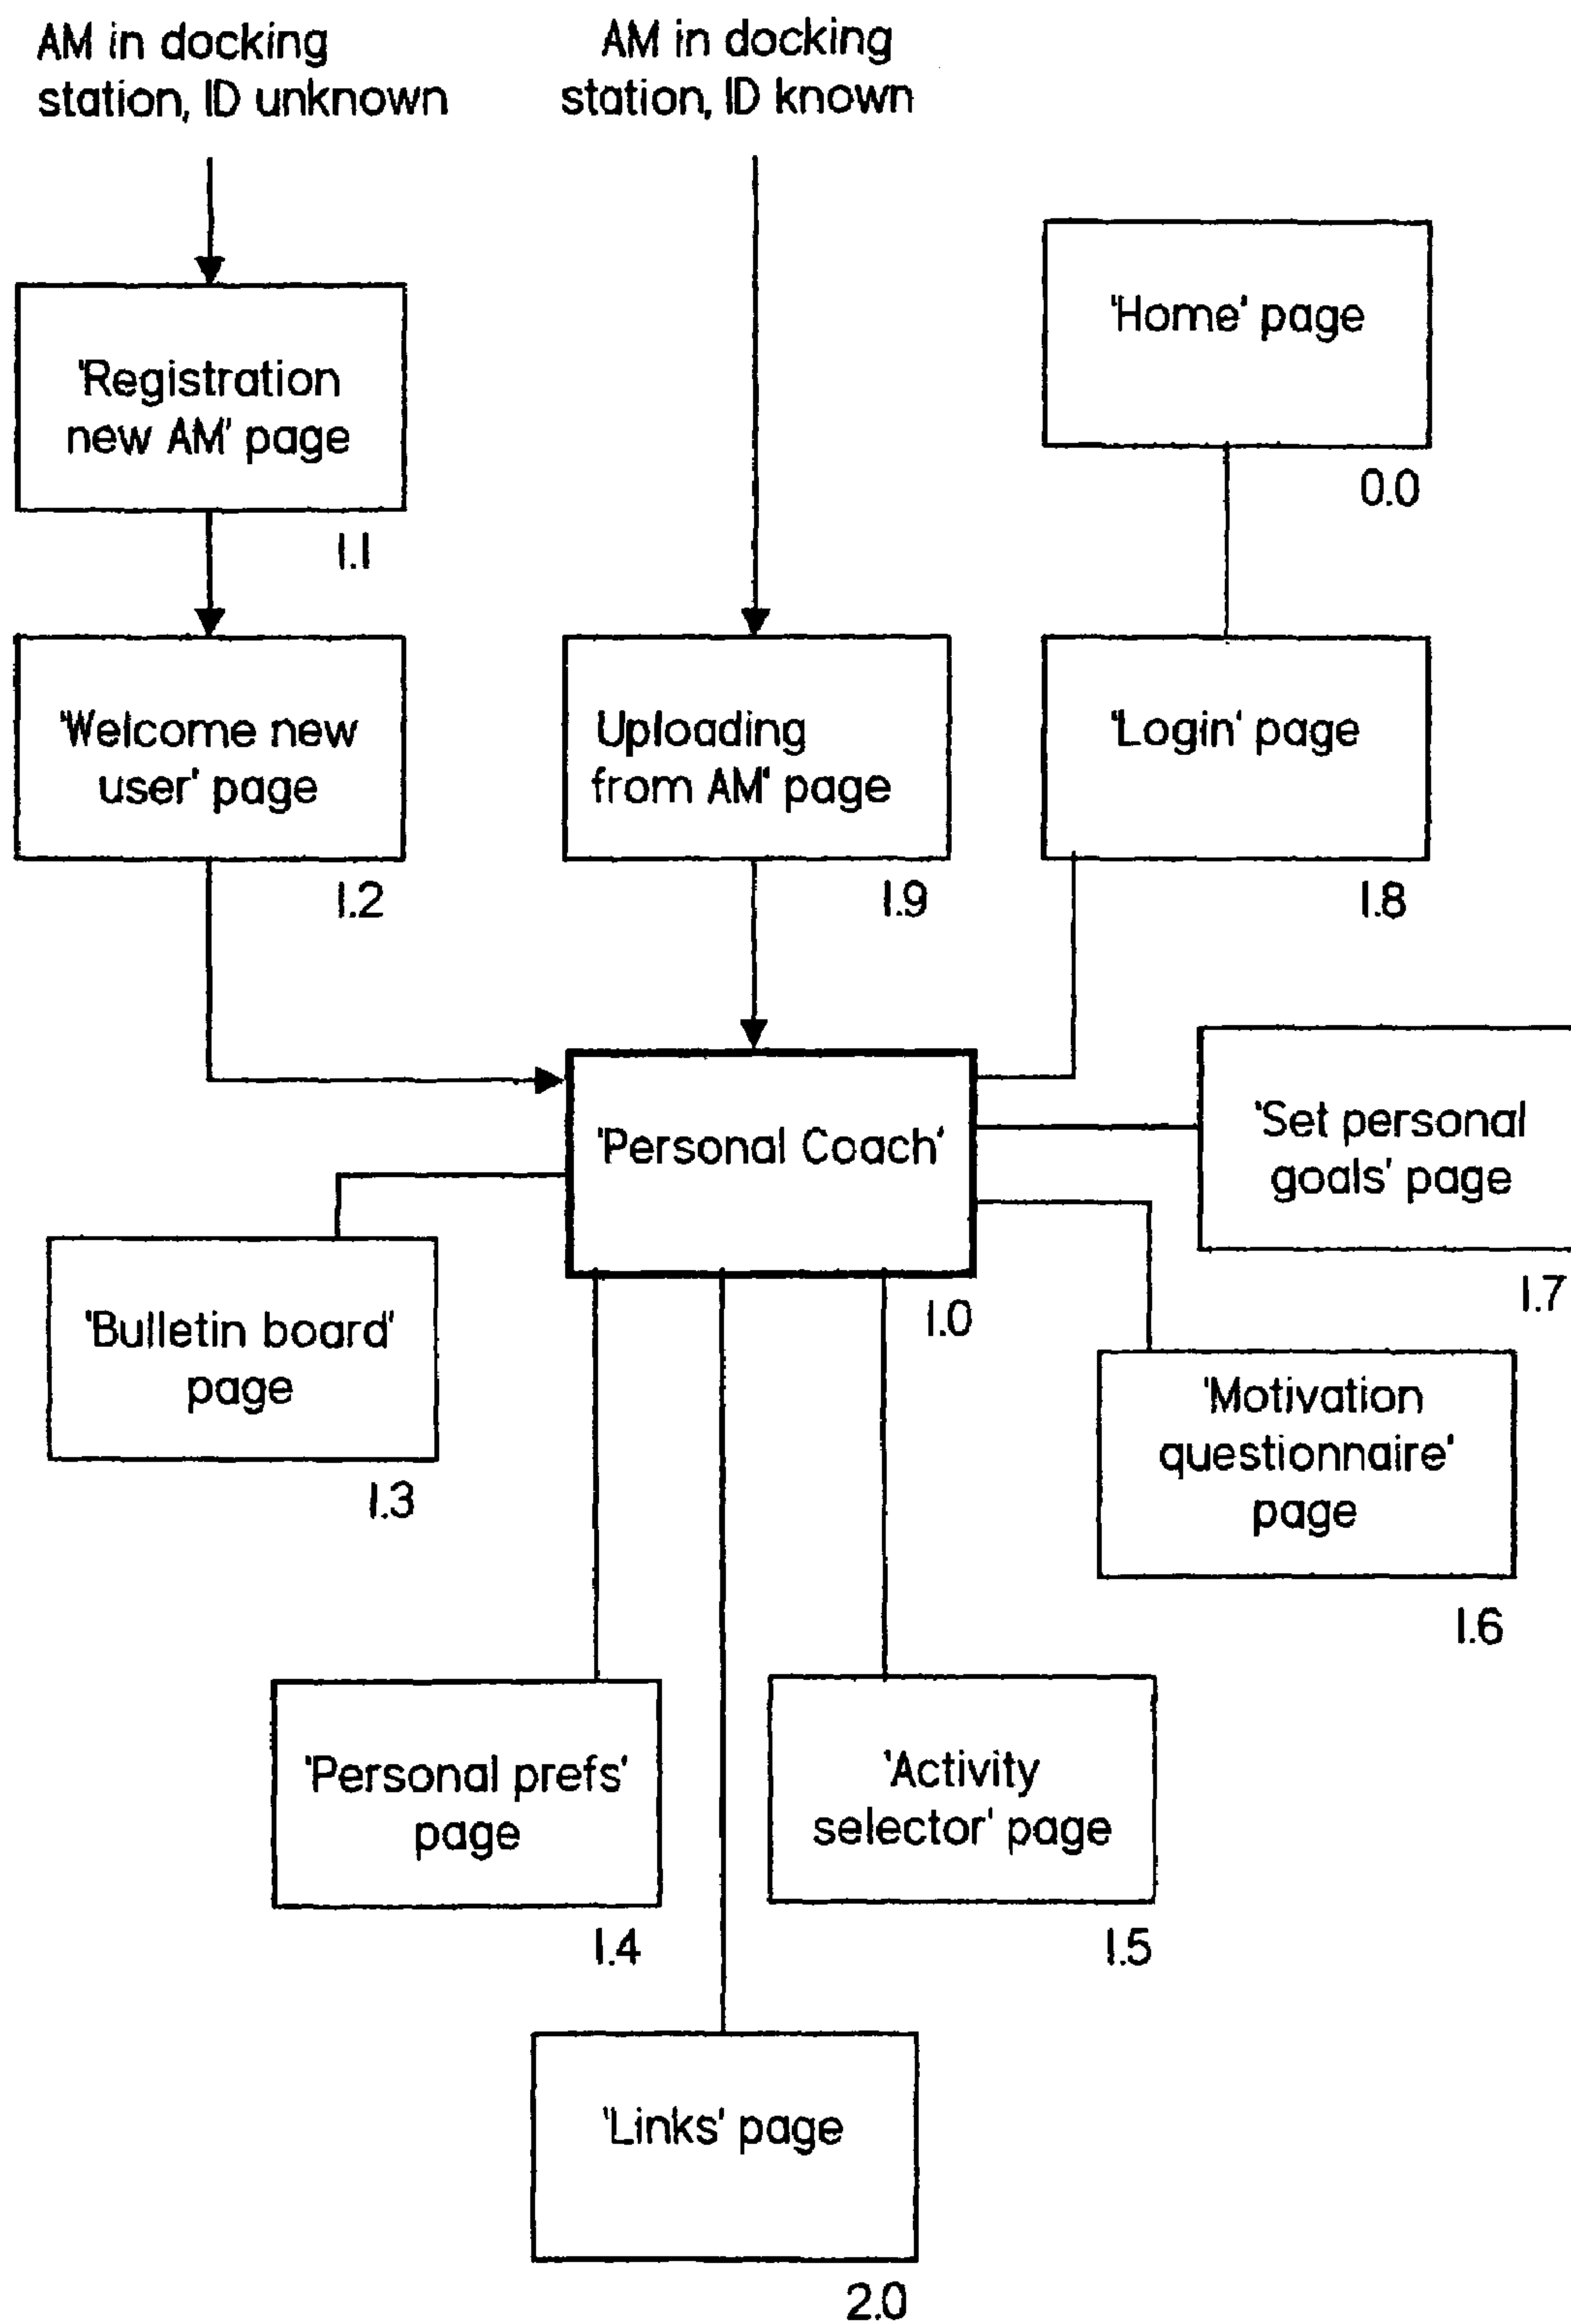 AM in docking
station, ID unknown
AM in docking
station, ID known
'Home' page
0.0
'Registration
new AM' page
1.1
'Welcome new
user' page
1.2
Uploading
from AM' page
1.9
'Login' page
1.8
'Personal Coach'
1.0
'Set personal
goals' page
1.7
'Bulletin board'
page
1.3
'Motivation
questionnaire'
page
1.6
'Personal prefs'
page
1.4
'Activity
selector' page
1.5
'Links' page
2.0